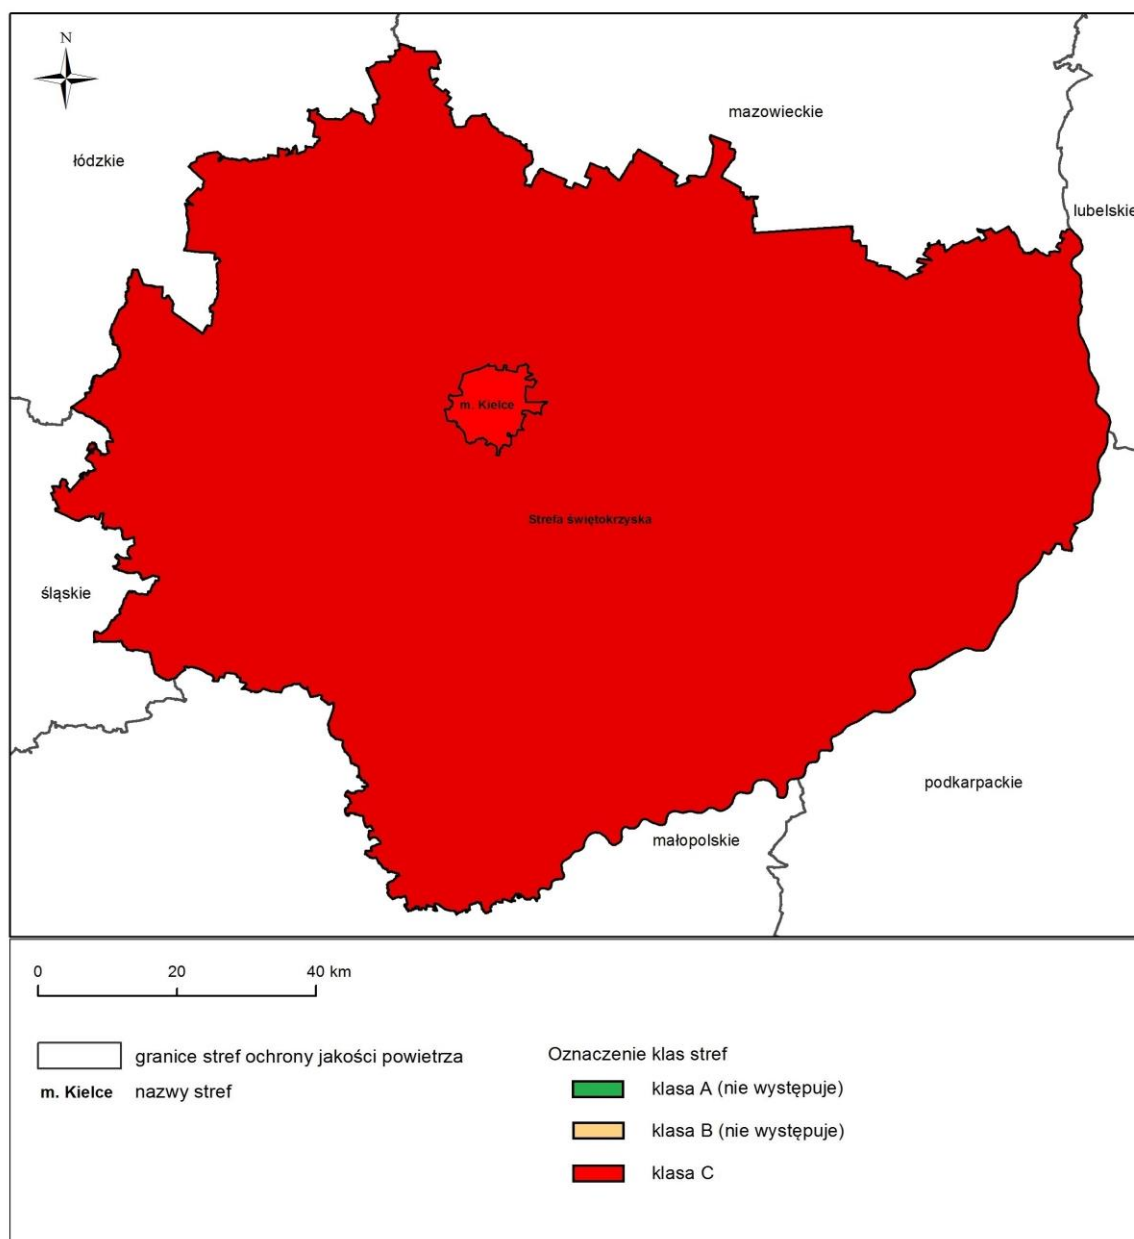 N
mazowieckie
łódzkie
lubelskie
m. Kielce
Strefa świętokrzyska
śląskie
podkarpackie
małopolskie
0 20 40 km
granice stref ochrony jakości powietrza
m. Kielce nazwy stref
Oznaczenie klas stref
klasa A (nie występuje)
klasa B (nie występuje)
klasa C